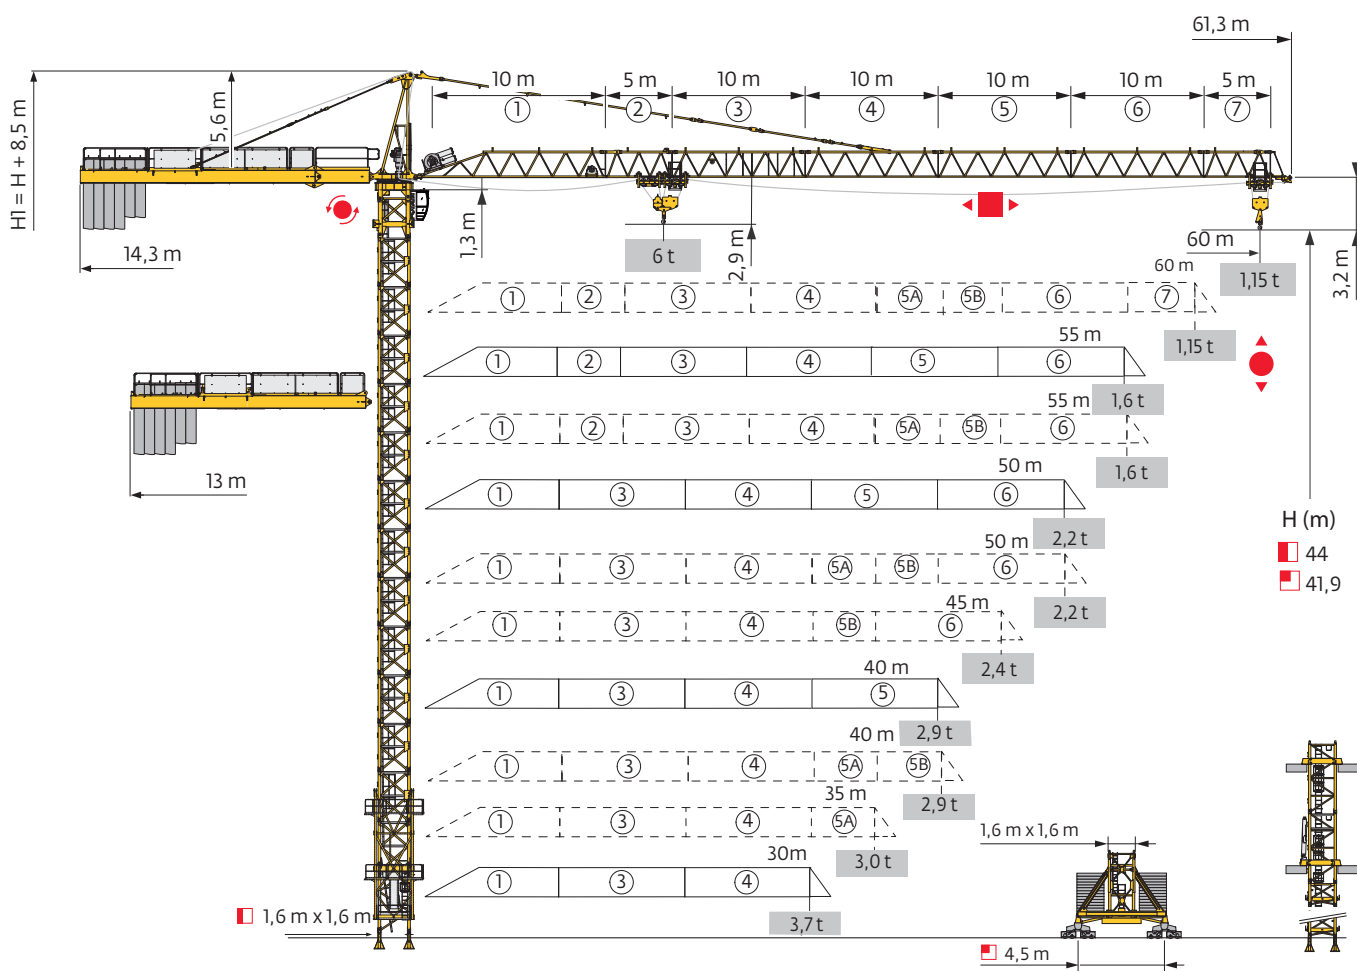 61,3 m
10 m 5 m 10 m 10 m 10 m 10 m 5 m
1 2 3 4 5 6 7
H1 = H + 8,5 m
5,6 m
14,3 m
1,3 m
6 t
2,9 m
60 m
1,15 t
3,2 m
60 m
1 2 3 4 5A 5B 6 7
1,15 t
55 m
1 2 3 4 5 6
1,6 t
55 m
1 2 3 4 5A 5B 6
1,6 t
13 m
50 m
1 3 4 5 6
2,2 t
H (m)
44
41,9
50 m
1 3 4 5A 5B 6
2,2 t
45 m
1 3 4 5B 6
2,4 t
40 m
1 3 4 5
2,9 t
40 m
1 3 4 5A 5B
2,9 t
35 m
1 3 4 5A
3,0 t
30m
1 3 4
3,7 t
1,6 m x 1,6 m
1,6 m x 1,6 m
4,5 m